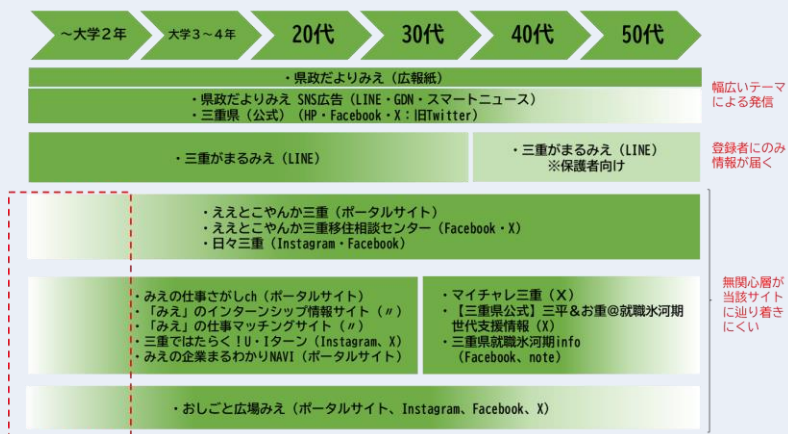 ～大学2年
大学3～4年
20代
30代
40代
50代
・県政だよりみえ（広報紙）
・県政だよりみえ SNS広告（LINE・GDN・スマートニュース）
・三重県（公式）（HP・Facebook・X：旧Twitter）
幅広いテーマ
による発信
・三重がまるみえ（LINE）
・三重がまるみえ（LINE）
※保護者向け
登録者にのみ
情報が届く
・ええとこやんか三重（ポータルサイト）
・ええとこやんか三重移住相談センター（Facebook・X）
・日々三重（Instagram・Facebook）
・みえの仕事さがしch（ポータルサイト）
・「みえ」のインターンシップ情報サイト（〃）
・「みえ」の仕事マッチングサイト（〃）
・三重ではたらく！U・Iターン（Instagram、X）
・みえの企業まるわかりNAVI（ポータルサイト）
・マイチャレ三重（X）
・【三重県公式】三平&お重@就職氷河期
世代支援情報（X）
・三重県就職氷河期info
（Facebook、note）
無関心層が
当該サイト
に辿り着き
にくい
・おしごと広場みえ（ポータルサイト、Instagram、Facebook、X）